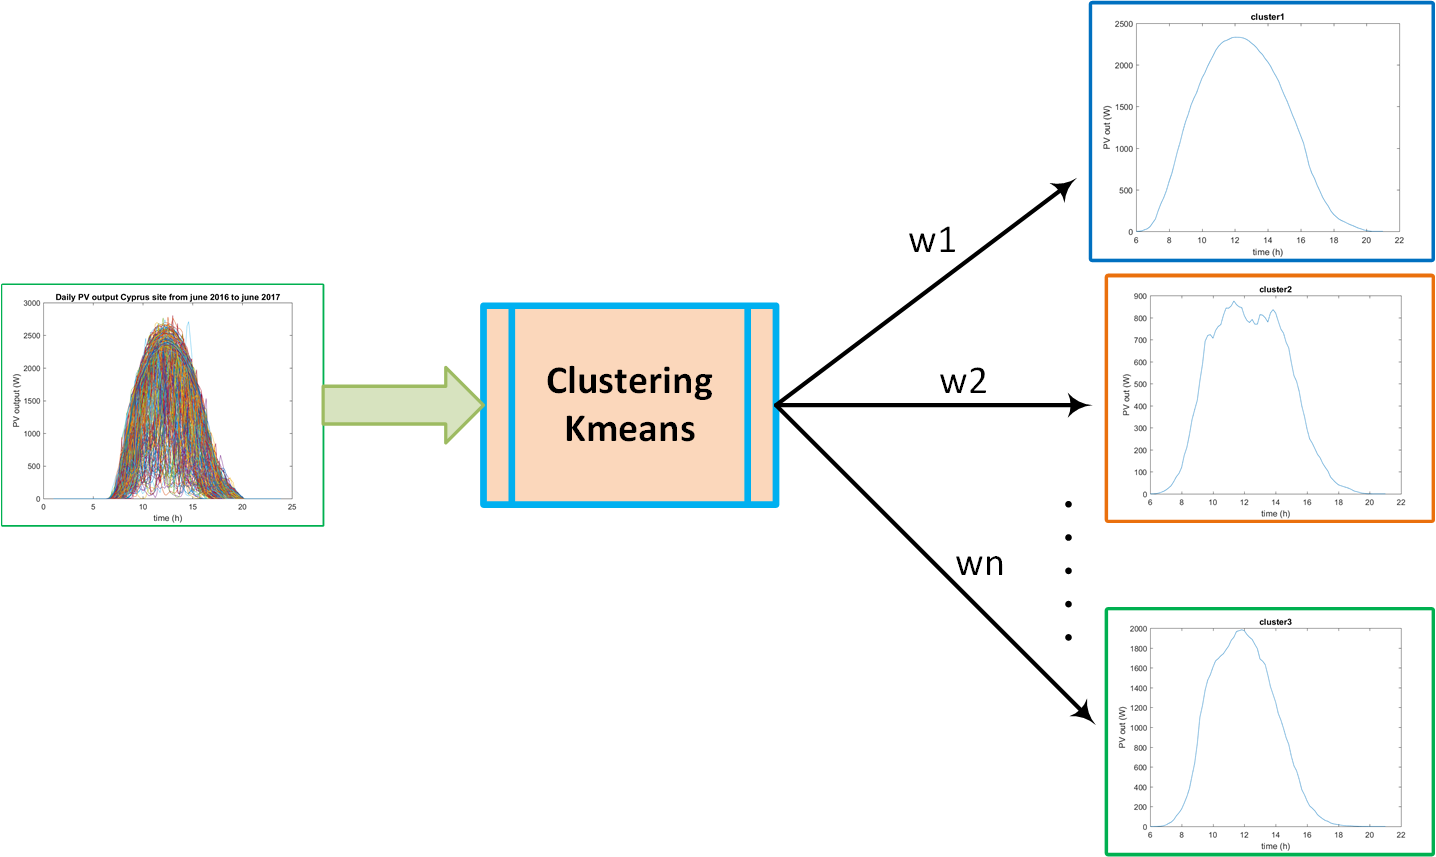 Daily PV output Cyprus site from june 2016 to june 2017
PV output (W)
3000
2500
2000
1500
1000
500
0
0 5 10 15 20 25
time (h)
Clustering
Kmeans
w1
w2
wn
cluster1
PV out (W)
2500
2000
1500
1000
500
0
6 8 10 12 14 16 18 20 22
time (h)
cluster2
PV out (W)
900
800
700
600
500
400
300
200
100
0
6 8 10 12 14 16 18 20 22
time (h)
cluster3
PV out (W)
2000
1800
1600
1400
1200
1000
800
600
400
200
0
6 8 10 12 14 16 18 20 22
time (h)